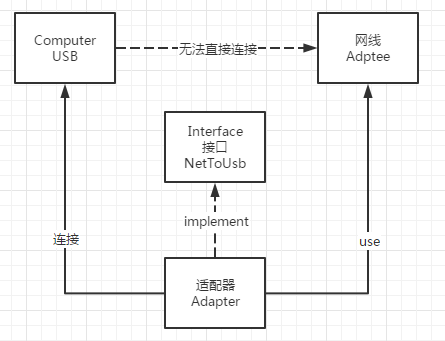 Computer
USB
无法直接连接
网线
Adptee
Interface
接口
NetToUsb
implement
连接
use
适配器
Adapter